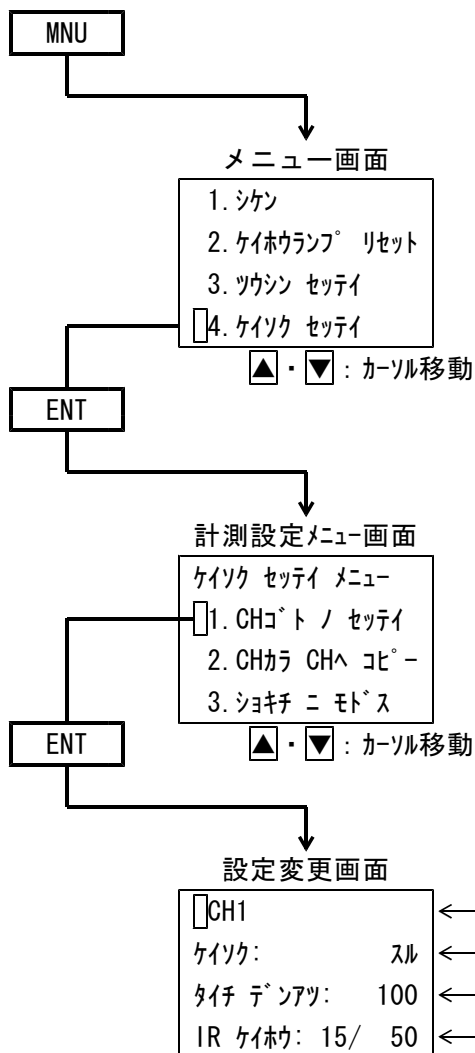 MNU
メニュー画面
1.ｼｹﾝ
2.ｹｲﾎｳﾗﾝﾌﾟ ﾘｾｯﾄ
3.ﾂｳｼﾝ ｾｯﾃｲ
4.ｹｲｿｸ ｾｯﾃｲ
▲・▼：ｶｰｿﾙ移動
ENT
計測設定ﾒﾆｭｰ画面
ｹｲｿｸ ｾｯﾃｲ ﾒﾆｭｰ
1.CHｺﾞﾄ ﾉ ｾｯﾃｲ
2.CHｶﾗ CHﾍ ｺﾋﾟｰ
3.ｼｮｷﾁ ﾆ ﾓﾄﾞｽ
▲・▼：ｶｰｿﾙ移動
ENT
設定変更画面
CH1
ｹｲｿｸ: ｽﾙ
ﾀｲﾁ ﾃﾞﾝｱﾂ: 100
IR ｹｲﾎｳ: 15/ 50